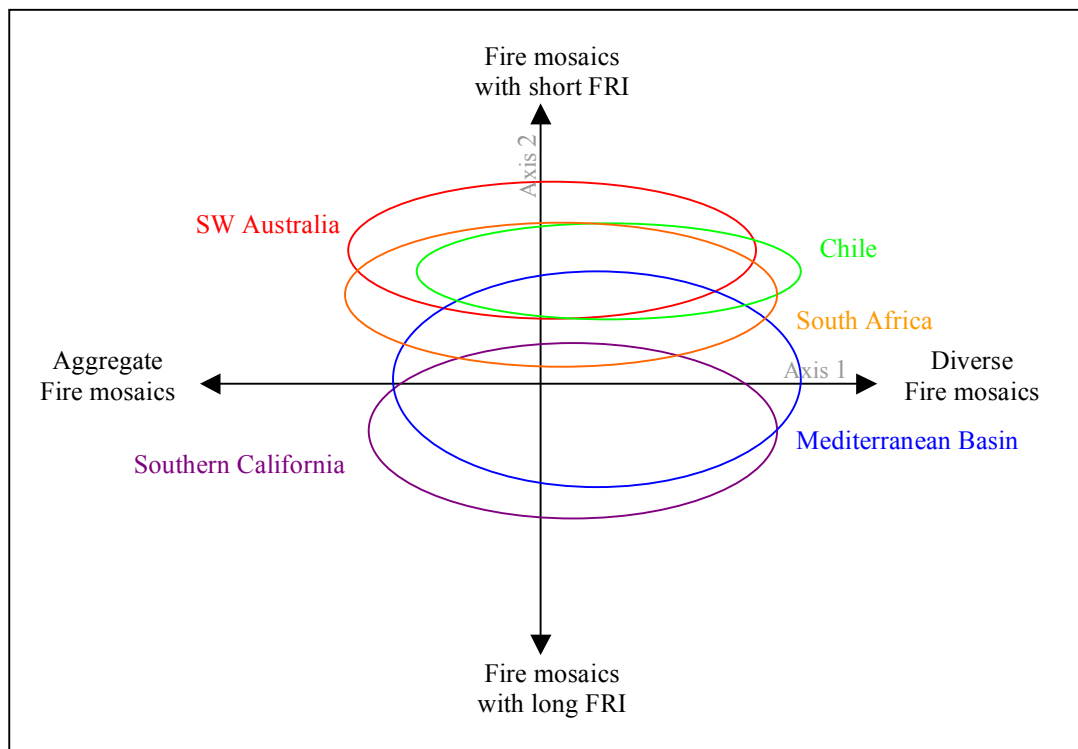 Fire mosaics
with short FRI
Axis 2
SW Australia
Chile
South Africa
Aggregate
Fire mosaics
Axis 1
Diverse
Fire mosaics
Mediterranean Basin
Southern California
Fire mosaics
with long FRI